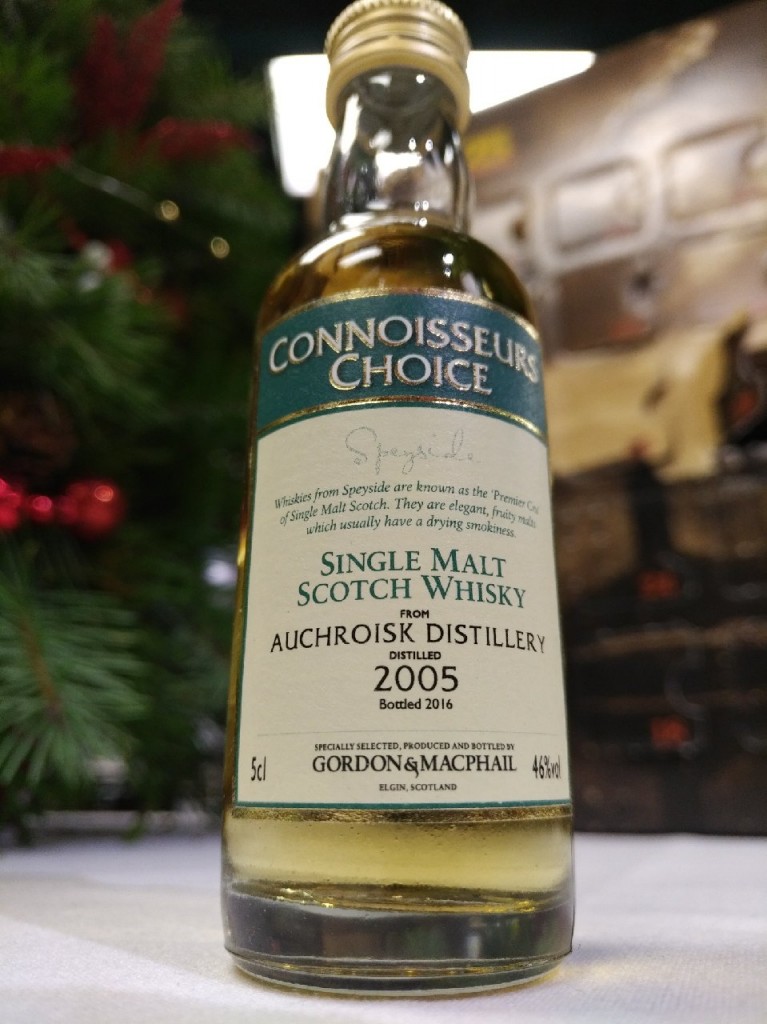 CONNOISSEURS
CHOICE
Speyside
Whiskies from Speyside are known as the 'Premier Cru'
of Single Malt Scotch. They are elegant, fruity malts
which usually have a drying smokiness.
SINGLE MALT
SCOTCH WHISKY
FROM
AUCHROISK DISTILLERY
DISTILLED
2005
Bottled 2016
SPECIALLY SELECTED, PRODUCED AND BOTTLED BY
5cl GORDON & MACPHAIL 46%vol
ELGIN, SCOTLAND